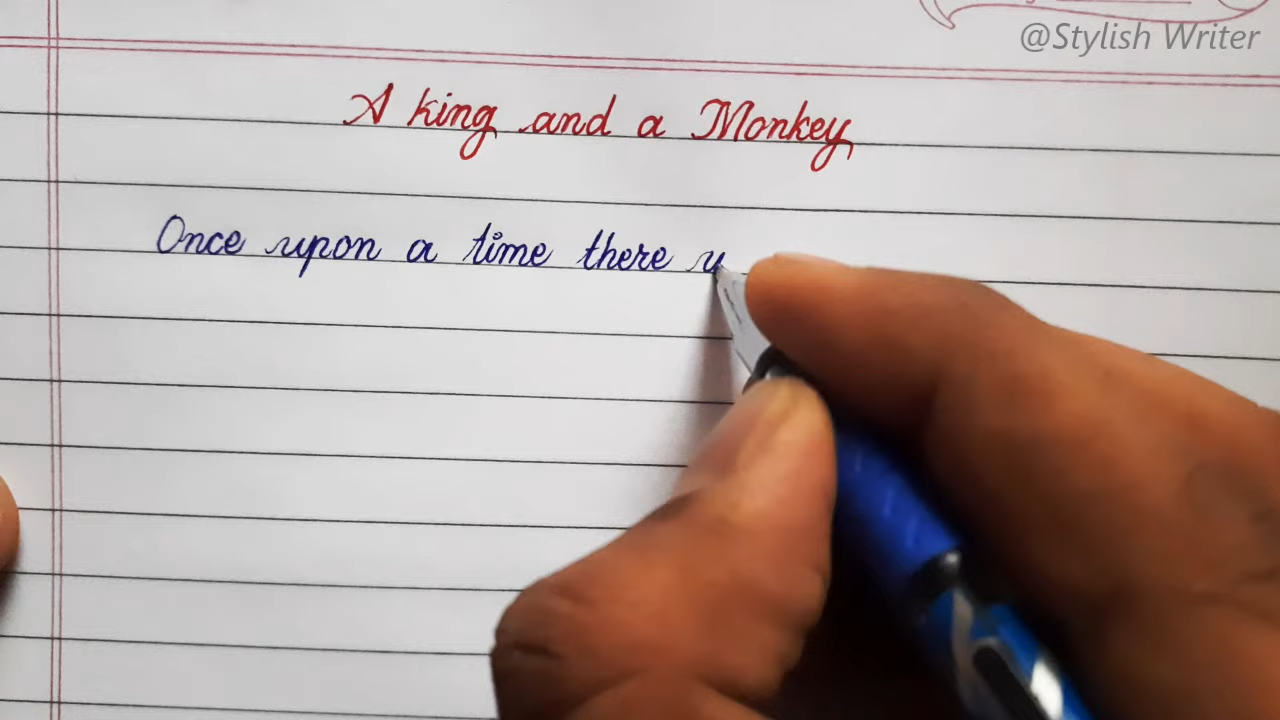 @Stylish Writer
A king and a Monkey
Once upon a time there